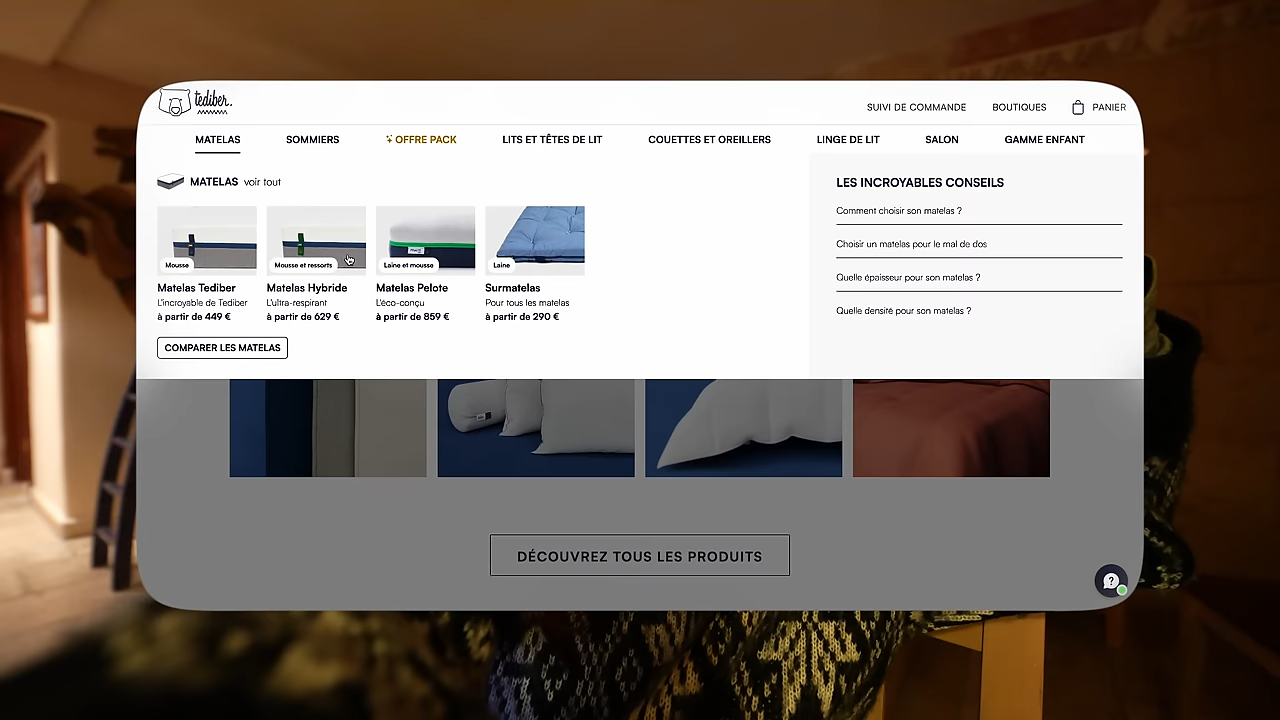 tediber.
SUIVI DE COMMANDE
BOUTIQUES
PANIER
MATELAS
SOMMIERS
OFFRE PACK
LITS ET TÊTES DE LIT
COUETTES ET OREILLERS
LINGE DE LIT
SALON
GAMME ENFANT
MATELAS voir tout
Mousse
Matelas Tediber
L'incroyable de Tediber
à partir de 449 €
Mousse et ressorts
Matelas Hybride
L'ultra-respirant
à partir de 629 €
Laine et mousse
Matelas Pelote
L'éco-conçu
à partir de 859 €
Laine
Surmatelas
Pour tous les matelas
à partir de 290 €
COMPARER LES MATELAS
LES INCROYABLES CONSEILS
Comment choisir son matelas ?
Choisir un matelas pour le mal de dos
Quelle épaisseur pour son matelas ?
Quelle densité pour son matelas ?
DÉCOUVREZ TOUS LES PRODUITS